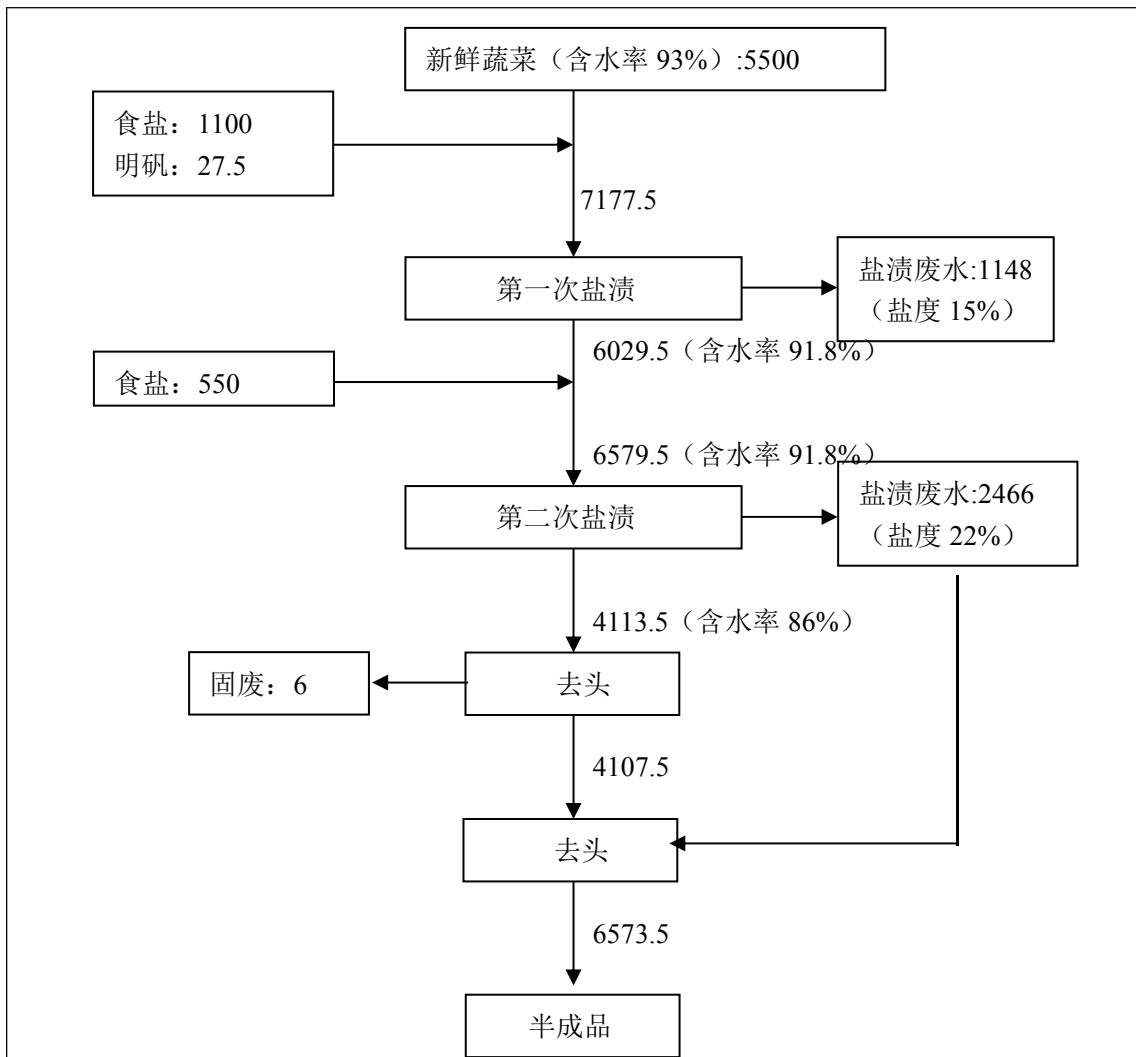 新鲜蔬菜（含水率 93%）:5500
食盐：1100
明矾：27.5
7177.5
第一次盐渍
盐渍废水:1148
（盐度 15%）
6029.5（含水率 91.8%）
食盐：550
6579.5（含水率 91.8%）
第二次盐渍
盐渍废水:2466
（盐度 22%）
4113.5（含水率 86%）
固废：6
去头
4107.5
去头
6573.5
半成品